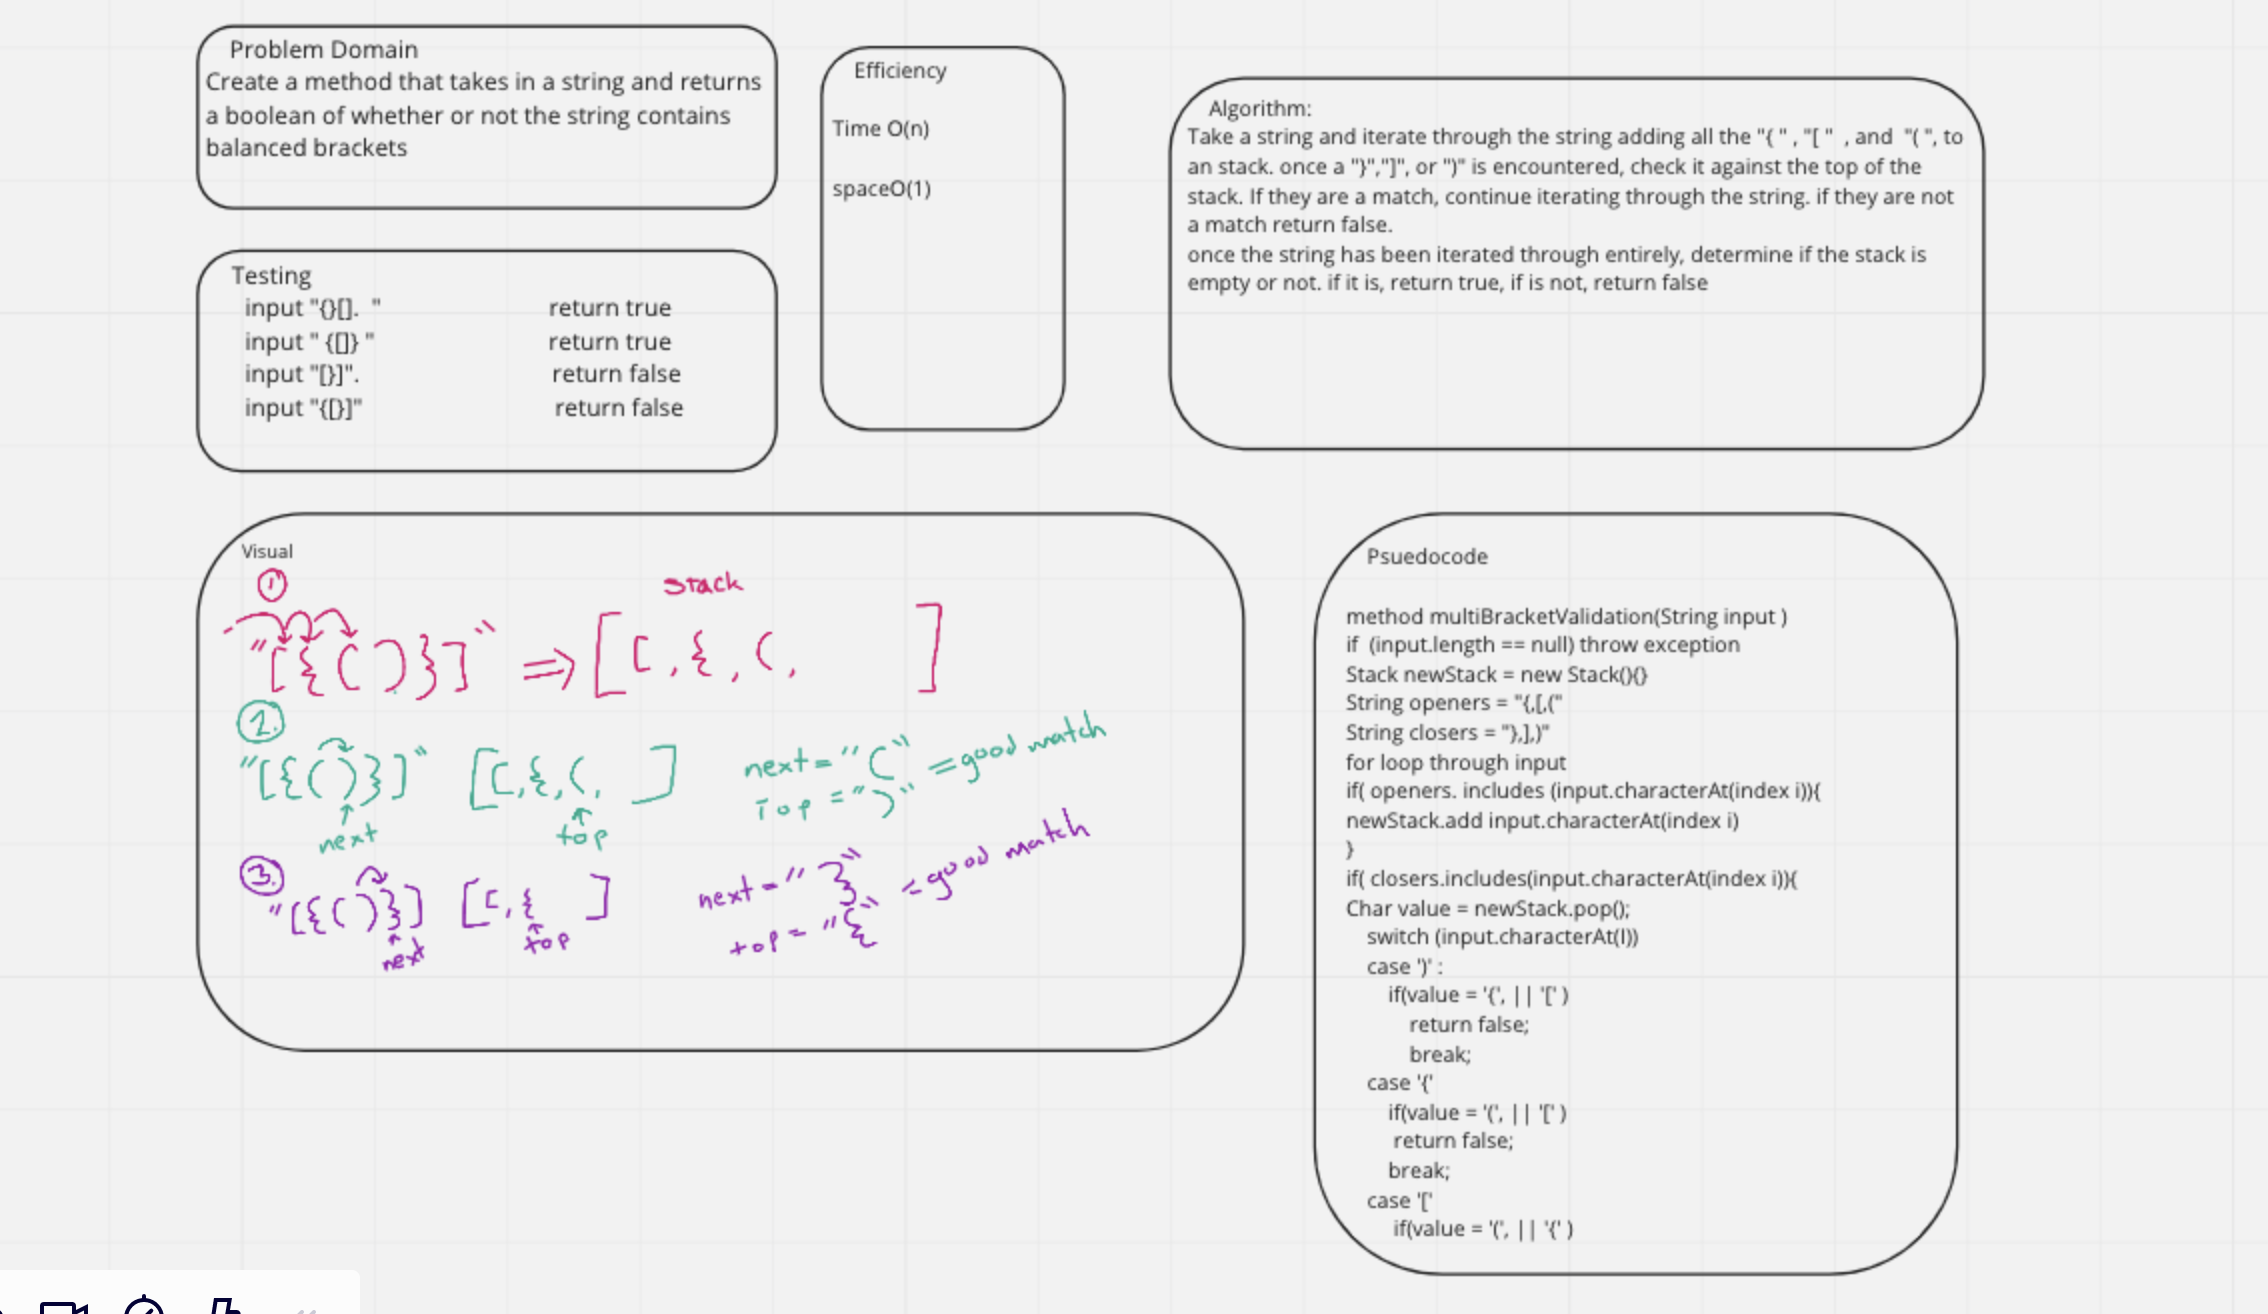 Problem Domain
Create a method that takes in a string and returns
a boolean of whether or not the string contains
balanced brackets
Efficiency
Time O(n)
spaceO(1)
Algorithm:
Take a string and iterate through the string adding all the "{ " , "[ "  , and  "( ", to
an stack. once a "}","]", or ")" is encountered, check it against the top of the
stack. If they are a match, continue iterating through the string. if they are not
a match return false.
once the string has been iterated through entirely, determine if the stack is
empty or not. if it is, return true, if is not, return false
Testing
input "{}[].  " return true
input " {[]} " return true
input "[}]". return false
input "{[}]" return false
Visual
1
stack
"[{()}]" => [[,{,(, ]
2.
"[{()}]" [[,{,(, ] next = "(" = good match
Top = ")"
next top
3.
"[{()}] [[,{ ] next = "}" = good match
top = "{"
next top
Psuedocode
method multiBracketValidation(String input )
if  (input.length == null) throw exception
Stack newStack = new Stack(){}
String openers = "{,[,("
String closers = "},],)"
for loop through input
if( openers. includes (input.characterAt(index i)){
newStack.add input.characterAt(index i)
}
if( closers.includes(input.characterAt(index i)){
Char value = newStack.pop();
switch (input.characterAt(I))
case ')' :
if(value = '{', || '[' )
return false;
break;
case '{'
if(value = '(', || '[' )
return false;
break;
case '['
if(value = '(', || '{' )